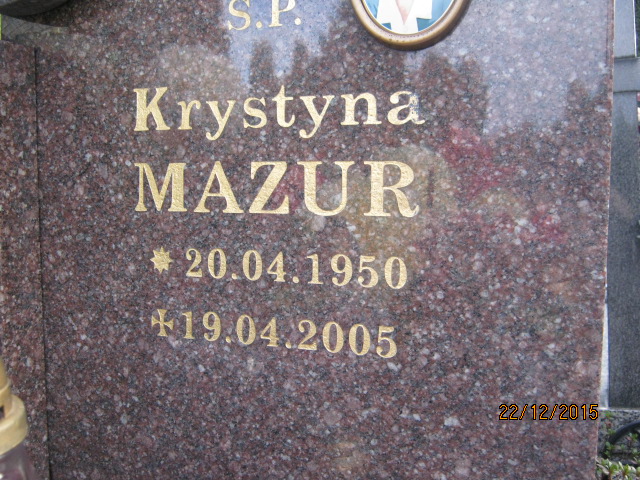 Ś.P.
Krystyna
MAZUR
* 20.04.1950
✠ 19.04.2005
22/12/2015